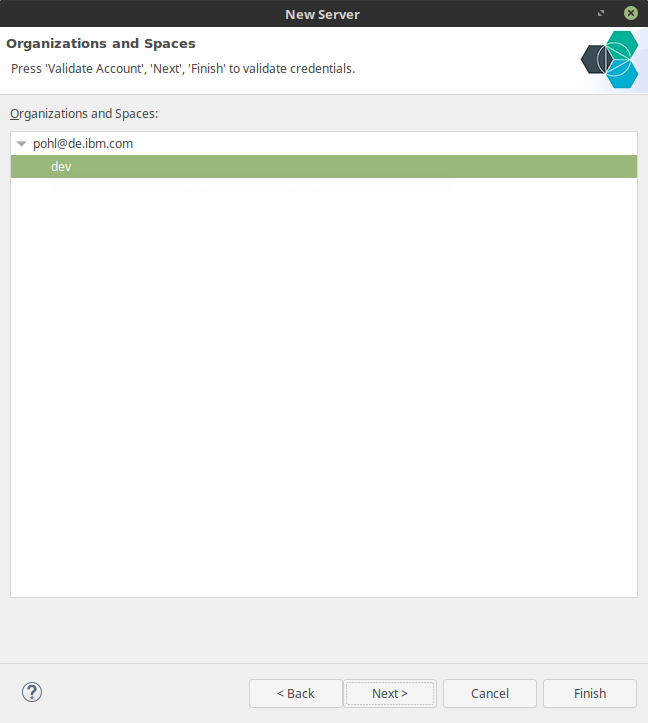 New Server
Organizations and Spaces
Press 'Validate Account', 'Next', 'Finish' to validate credentials.
Organizations and Spaces:
pohl@de.ibm.com
dev
?
< Back
Next >
Cancel
Finish